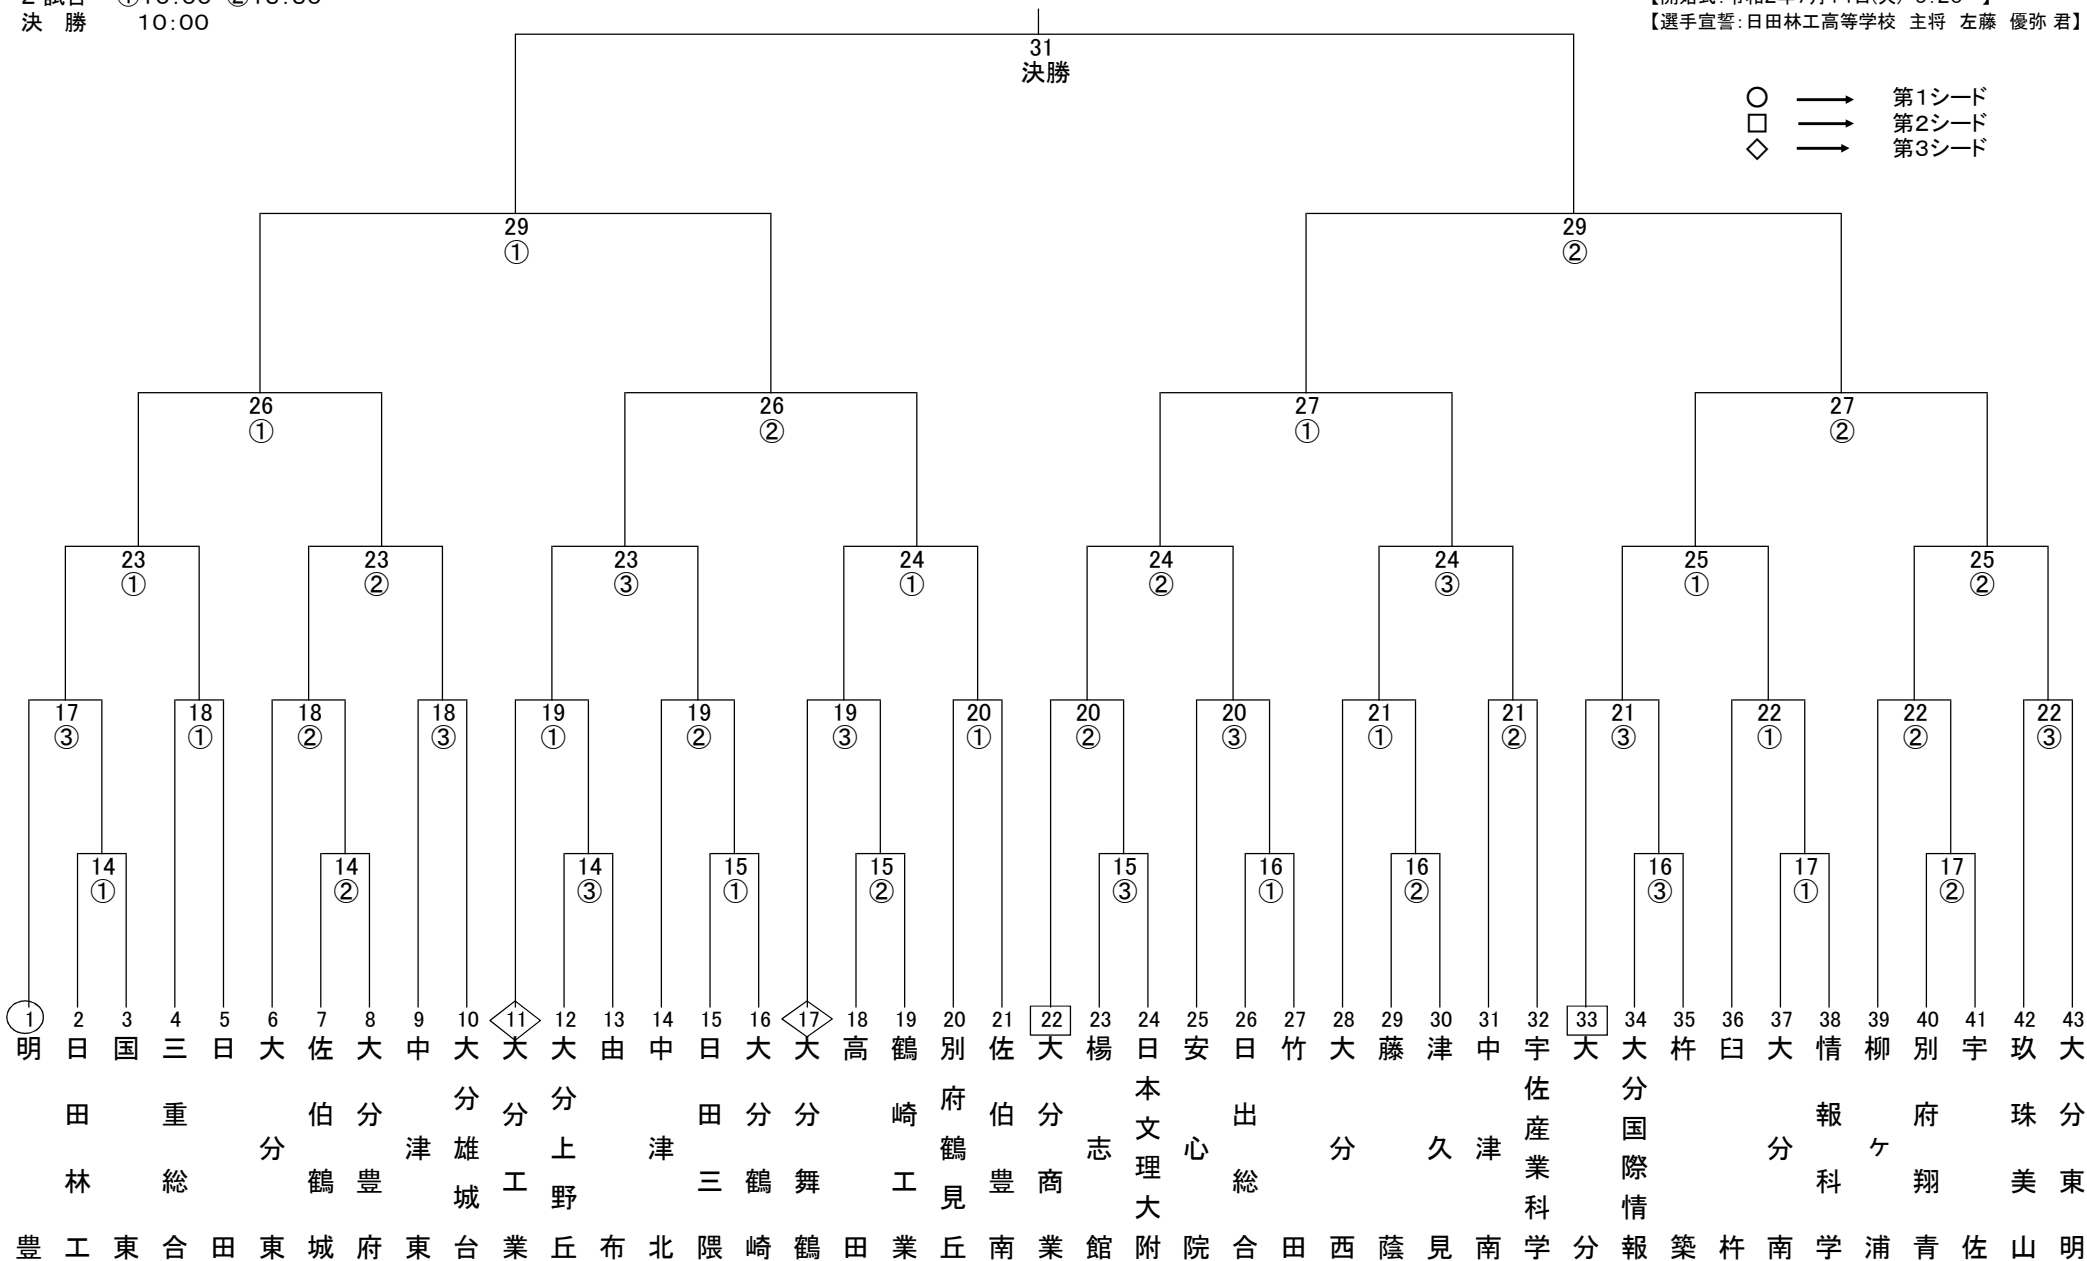 決　勝　　10:00
【選手宣誓:日田林工高等学校　主将　左藤　優弥 君】
31
決勝
○ → 第1シード
□ → 第2シード
◇ → 第3シード
29 29
① ②
26 26 27 27
① ② ① ②
23 23 23 24 24 24 25 25
① ② ③ ① ② ③ ① ②
17 18 18 18 19 19 19 20 20 20 21 21 21 22 22 22
③ ① ② ③ ① ② ③ ① ② ③ ① ② ③ ① ② ③
14 14 14 15 15 15 16 16 16 17 17
① ② ③ ① ② ③ ① ② ③ ① ②
1 明豊
2 日田林工
3 国東
4 三重総合
5 日田
6 大分東
7 佐伯鶴城
8 大分豊府
9 中津東
10 大分雄城台
11 大分工業
12 大分上野丘
13 由布
14 中津北
15 日田三隈
16 大分鶴崎
17 大分舞鶴
18 高田
19 鶴崎工業
20 別府鶴見丘
21 佐伯豊南
22 大分商業
23 楊志館
24 日本文理大附
25 安心院
26 日出総合
27 竹田
28 大分西
29 藤蔭
30 津久見
31 中津南
32 宇佐産業科学
33 大分
34 大分国際情報
35 杵築
36 臼杵
37 大分南
38 情報科学
39 柳ヶ浦
40 別府翔青
41 宇佐
42 玖珠美山
43 大分東明